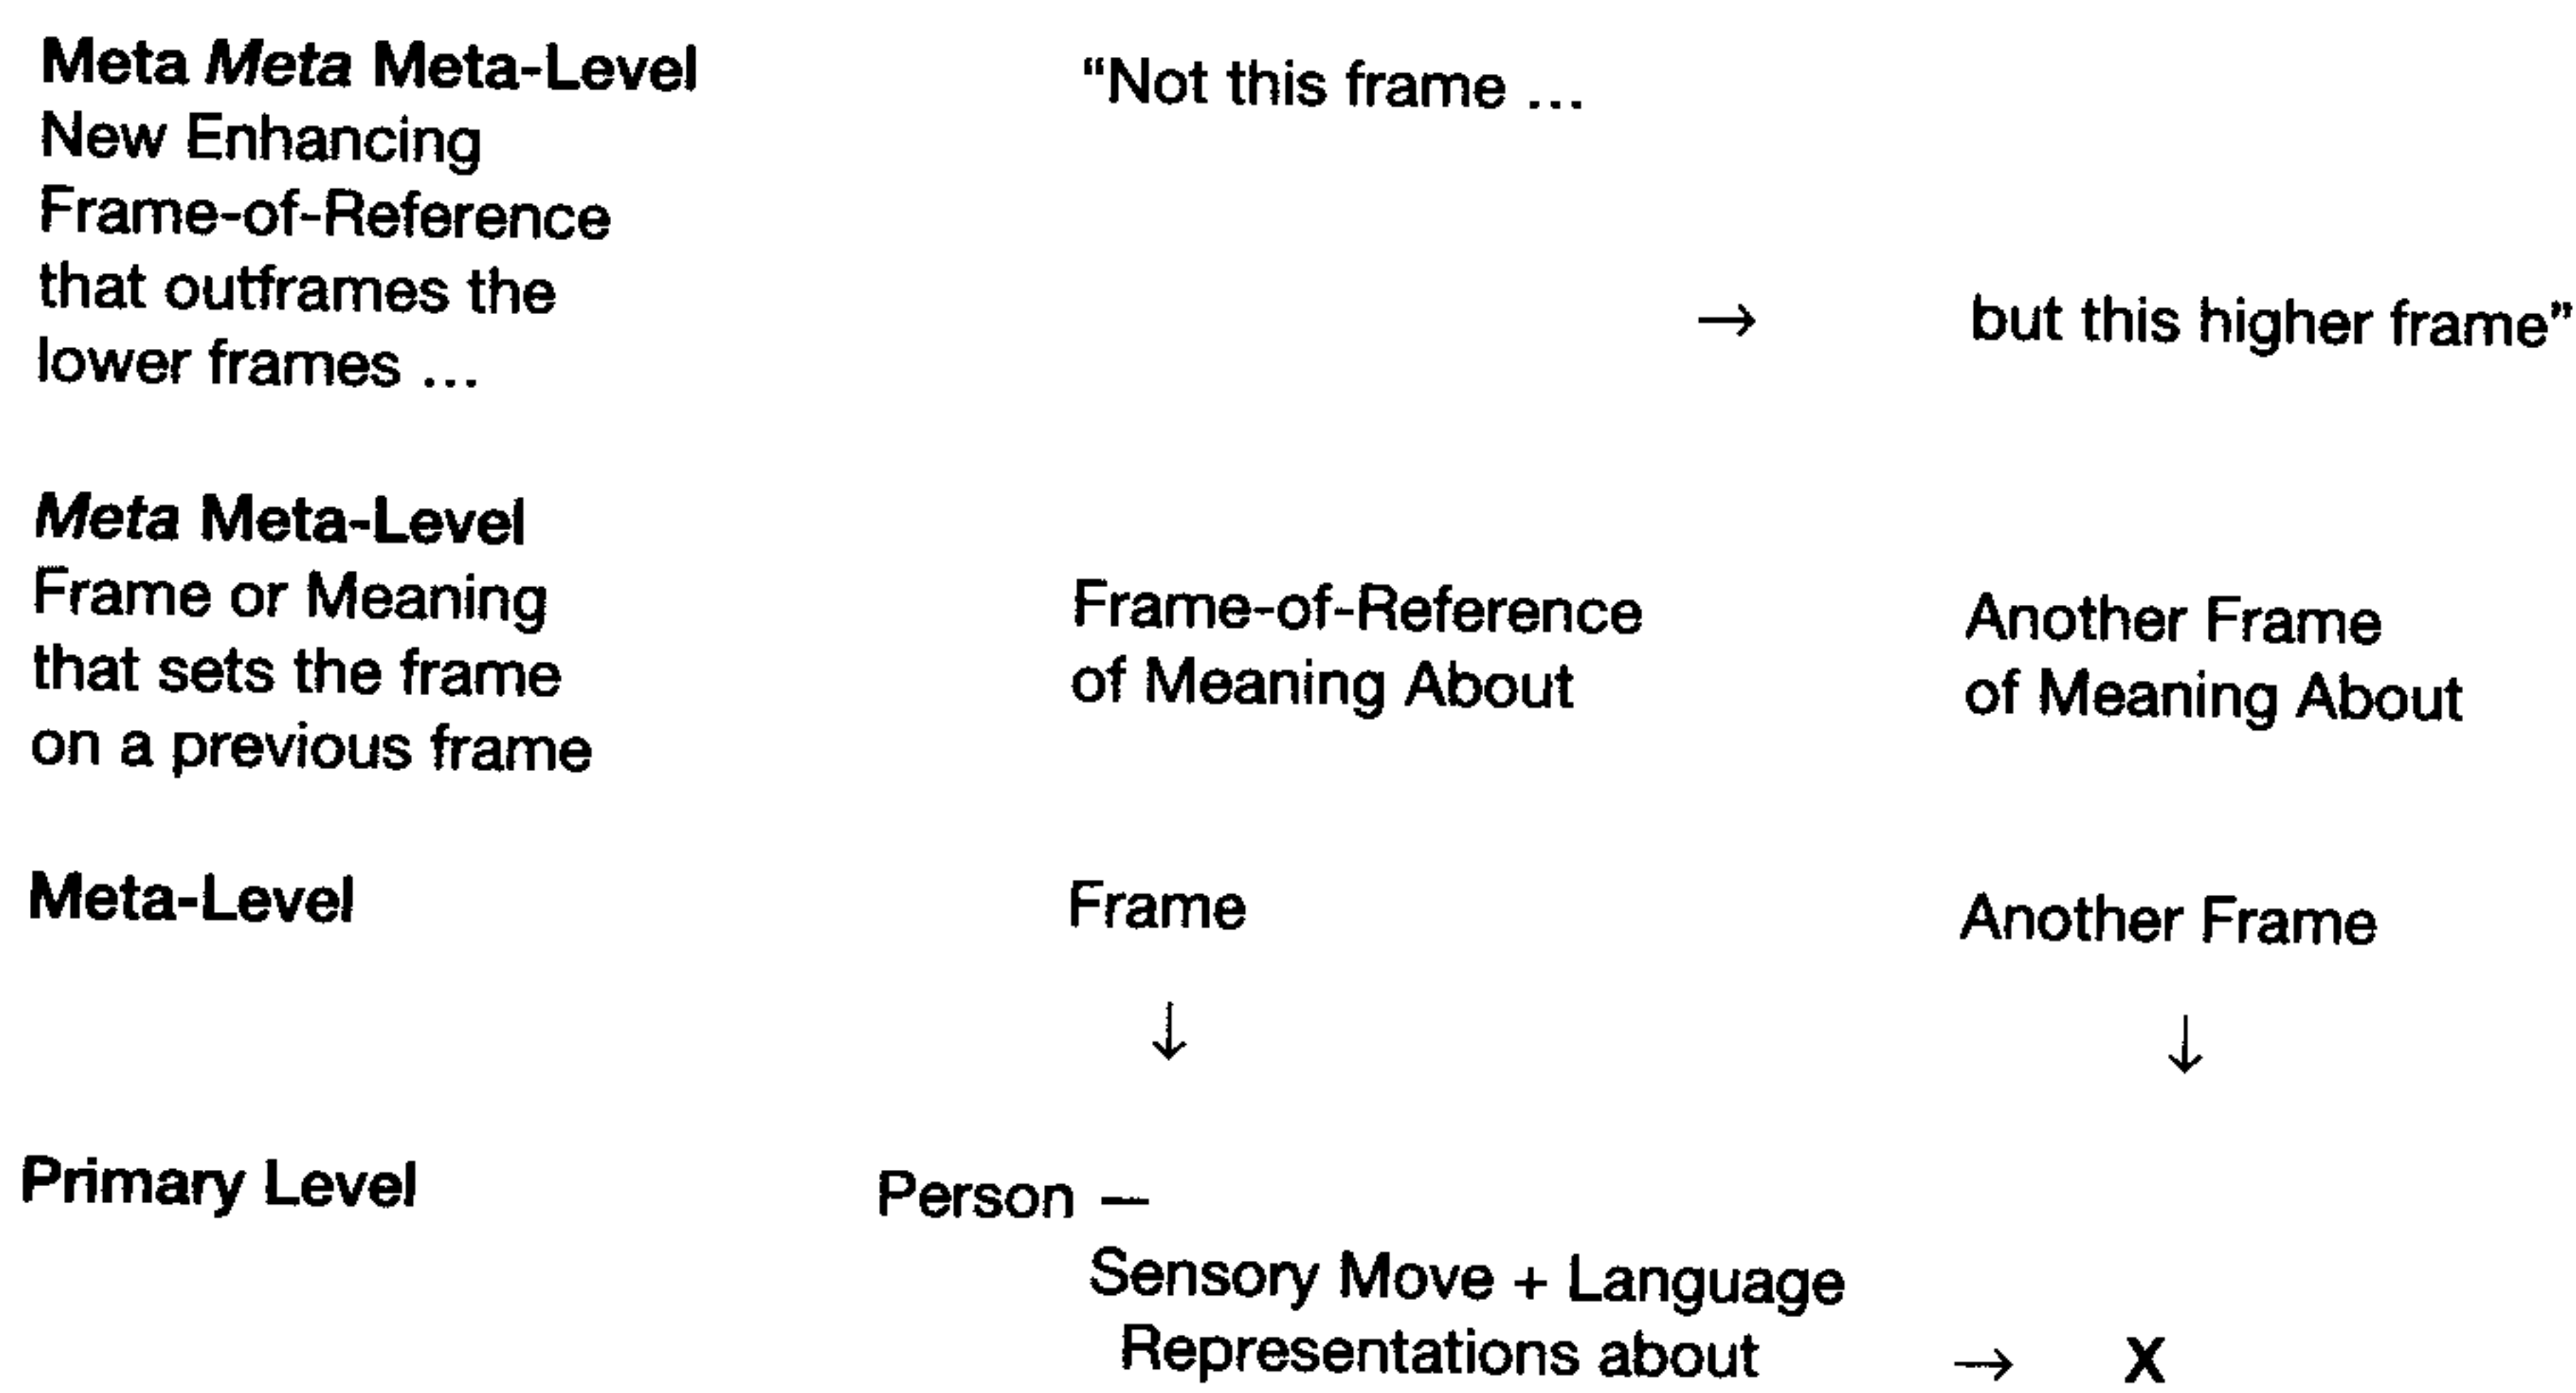 Meta Meta Meta-Level
New Enhancing
Frame-of-Reference
that outframes the
lower frames ...
"Not this frame ...
→ but this higher frame"
Meta Meta-Level
Frame or Meaning
that sets the frame
on a previous frame
Frame-of-Reference
of Meaning About
Another Frame
of Meaning About
Meta-Level
Frame
Another Frame
↓ ↓
Primary Level
Person —
Sensory Move + Language
Representations about → X